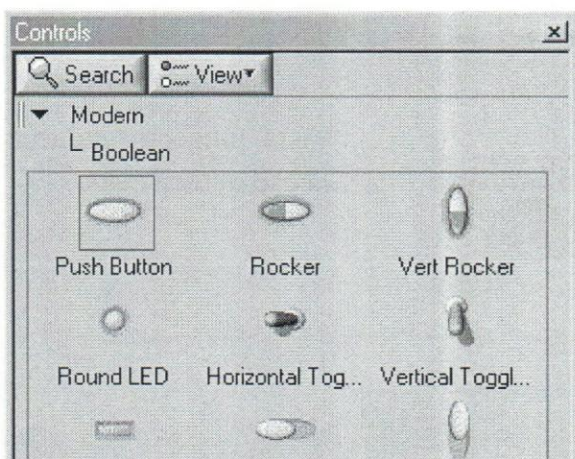 Controls
Search View
Modern
Boolean
Push Button Rocker Vert Rocker
Round LED Horizontal Tog... Vertical Toggl...